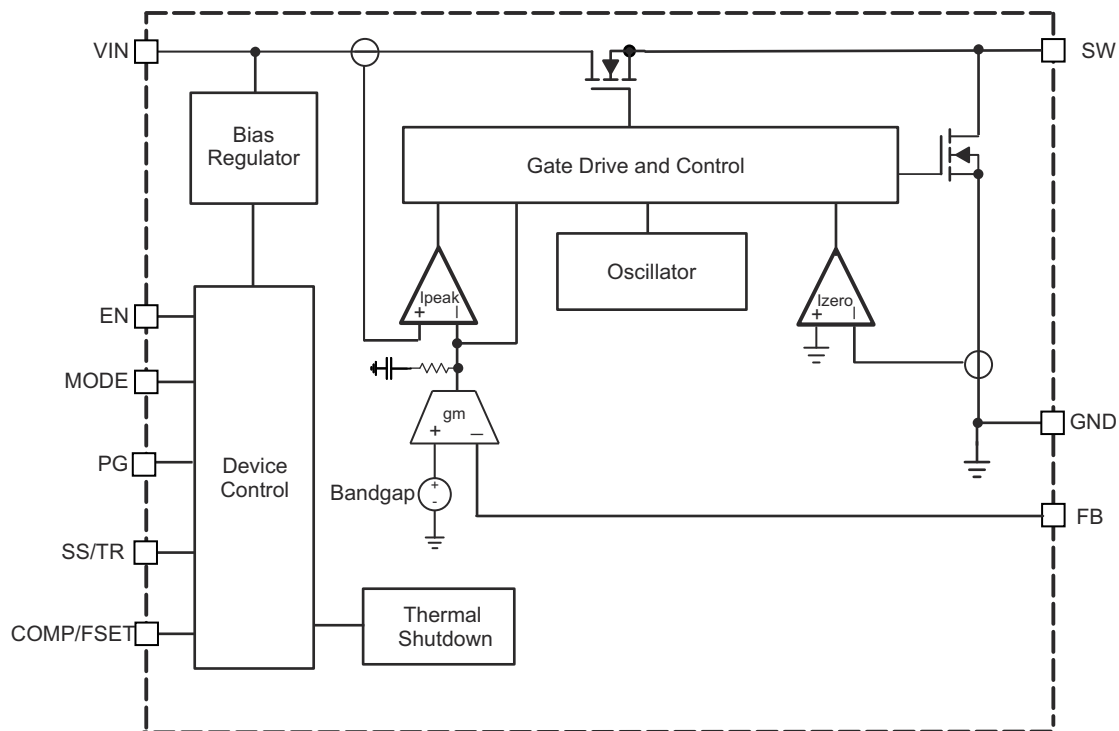 VIN
SW
Bias
Regulator
Gate Drive and Control
Oscillator
Ipeak
+ −
Izero
+ −
EN
MODE
PG
SS/TR
COMP/FSET
Device
Control
gm
+ −
Bandgap
+
-
GND
FB
Thermal
Shutdown